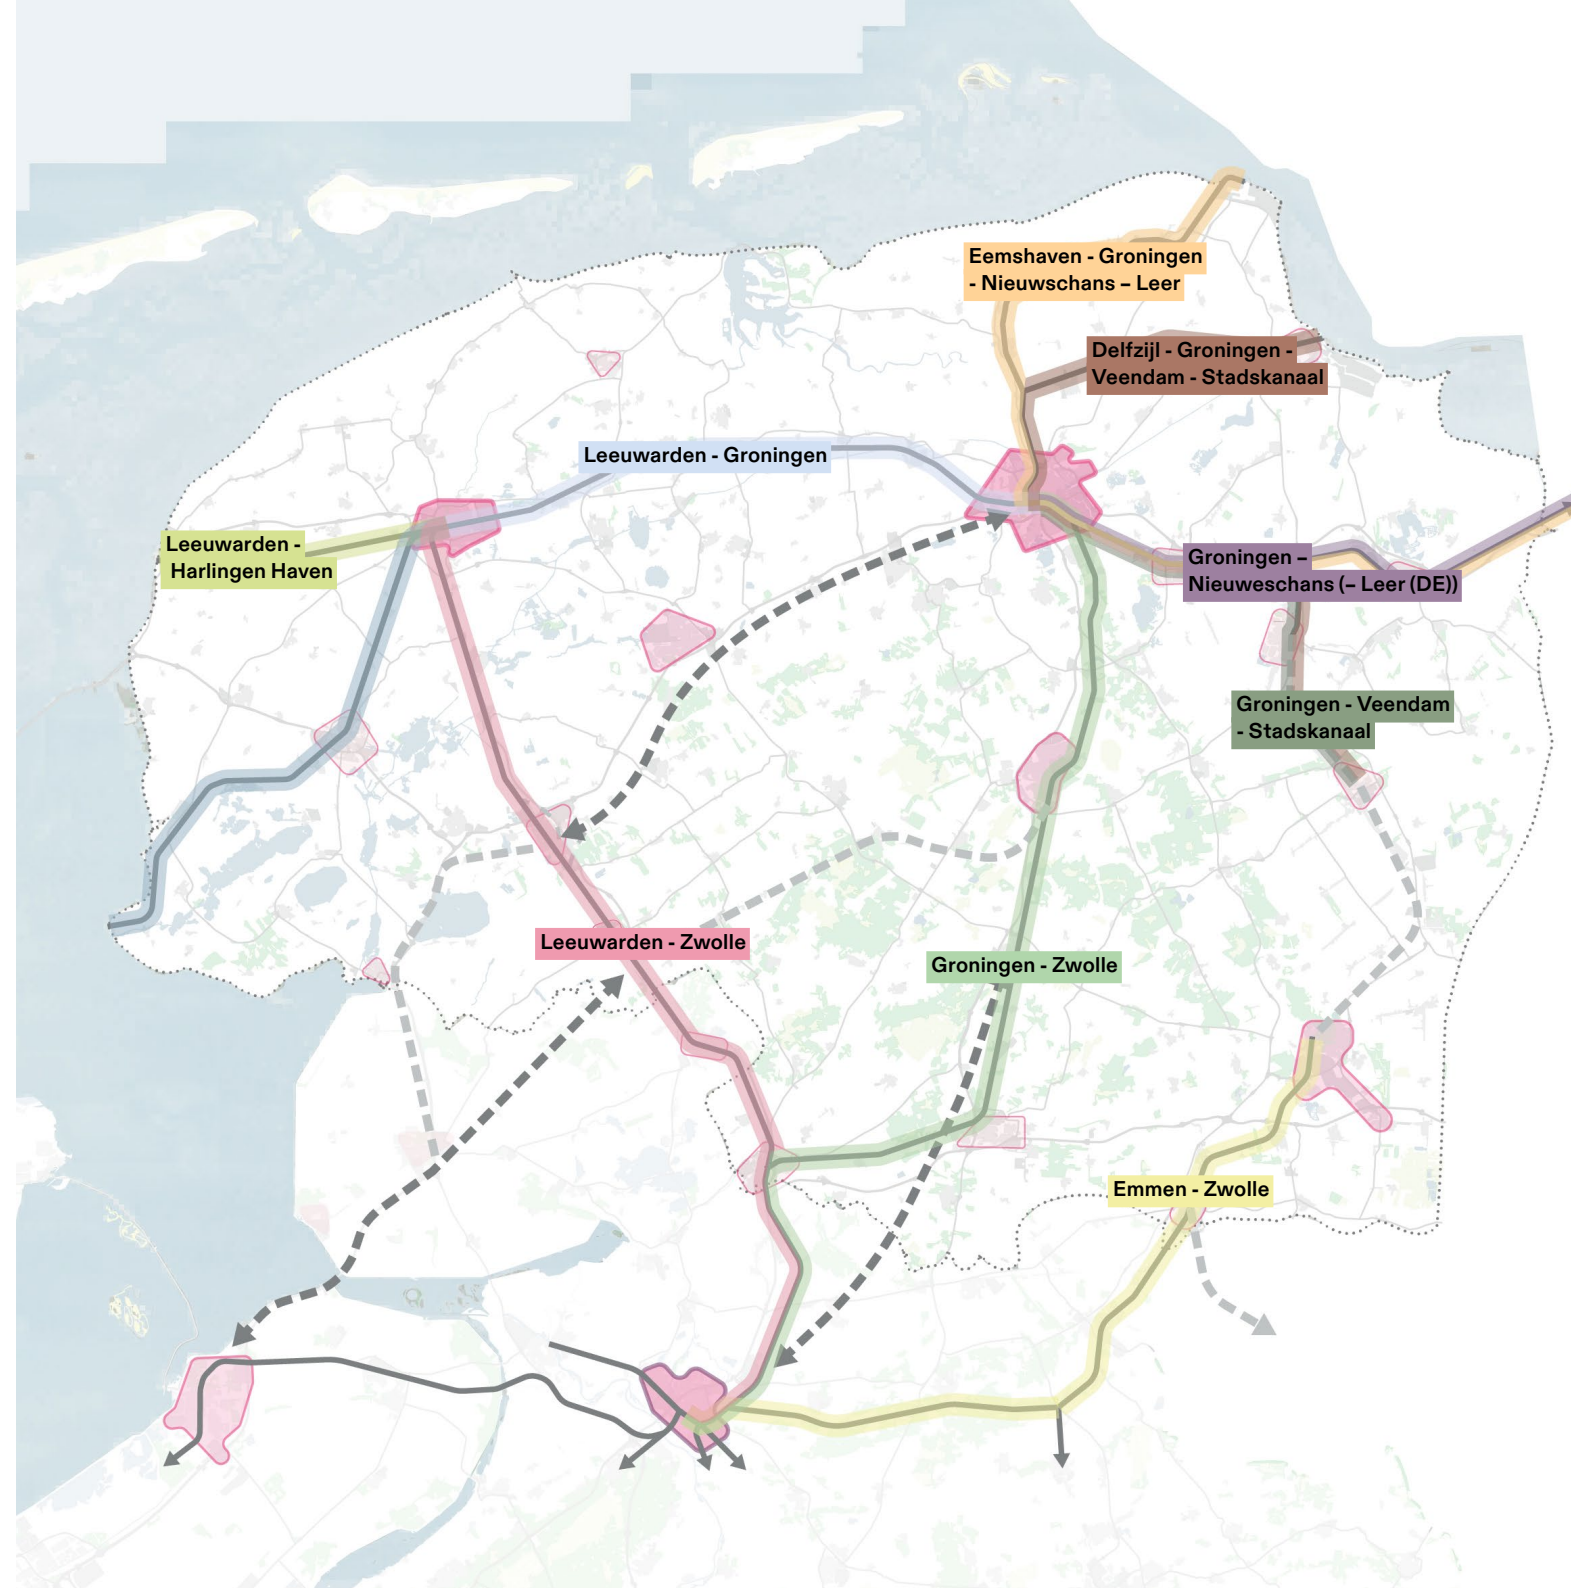 Eemshaven - Groningen
- Nieuwschans – Leer
Delfzijl - Groningen -
Veendam - Stadskanaal
Leeuwarden - Groningen
Leeuwarden -
Harlingen Haven
Groningen –
Nieuweschans (– Leer (DE))
Groningen - Veendam
- Stadskanaal
Leeuwarden - Zwolle
Groningen - Zwolle
Emmen - Zwolle